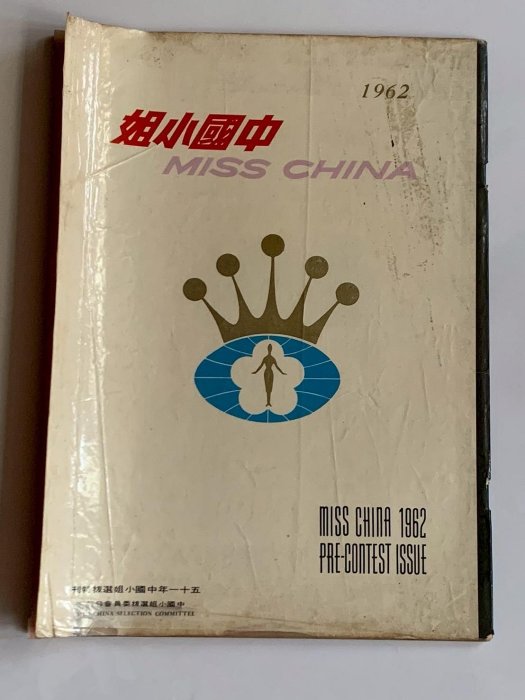 1962
中國小姐
MISS CHINA
MISS CHINA 1962
PRE-CONTEST ISSUE
五十一年中國小姐選拔特刊
中國小姐選拔委員會
CHINA SELECTION COMMITTEE